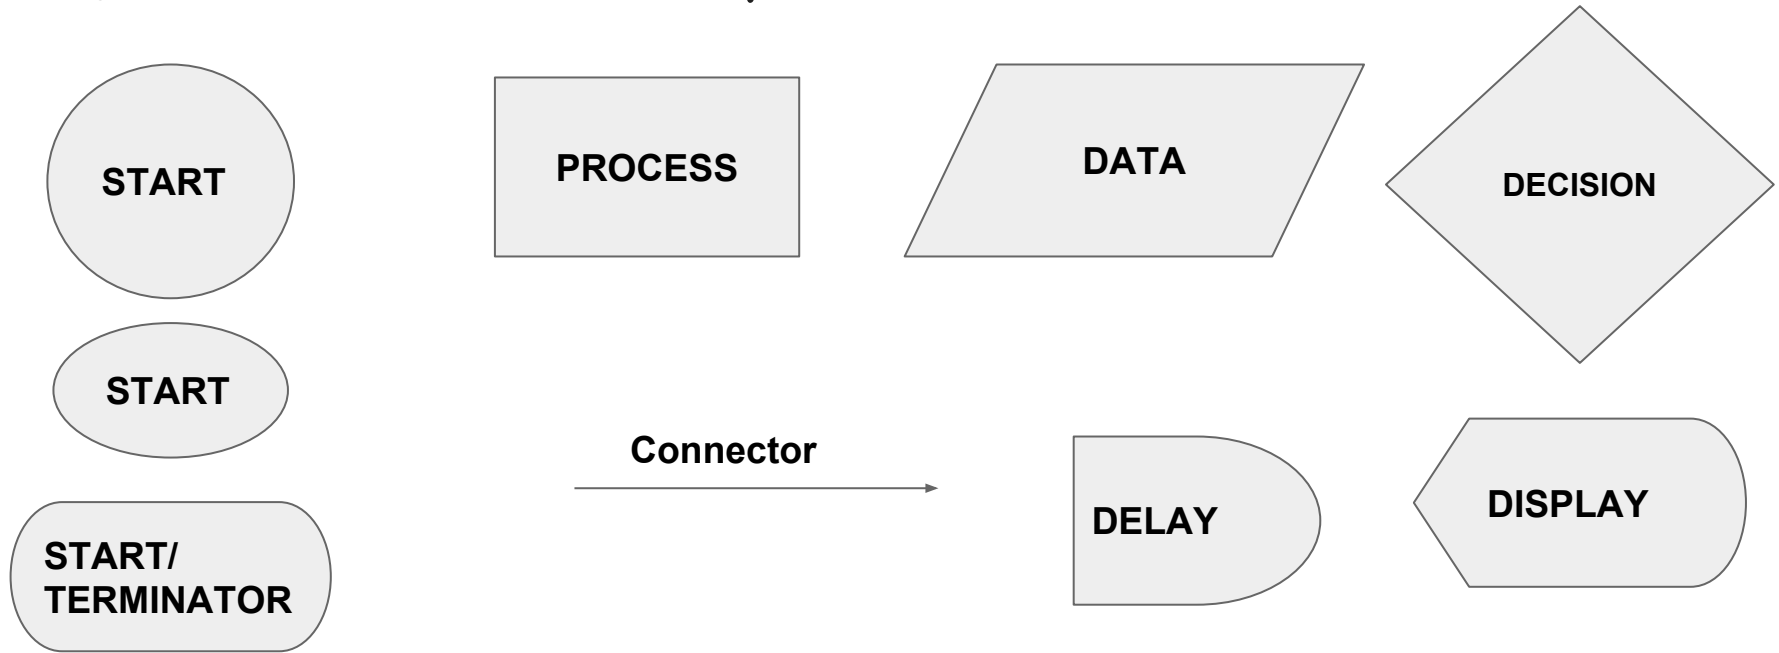 START
PROCESS
DATA
DECISION
START
Connector
DELAY
DISPLAY
START/
TERMINATOR